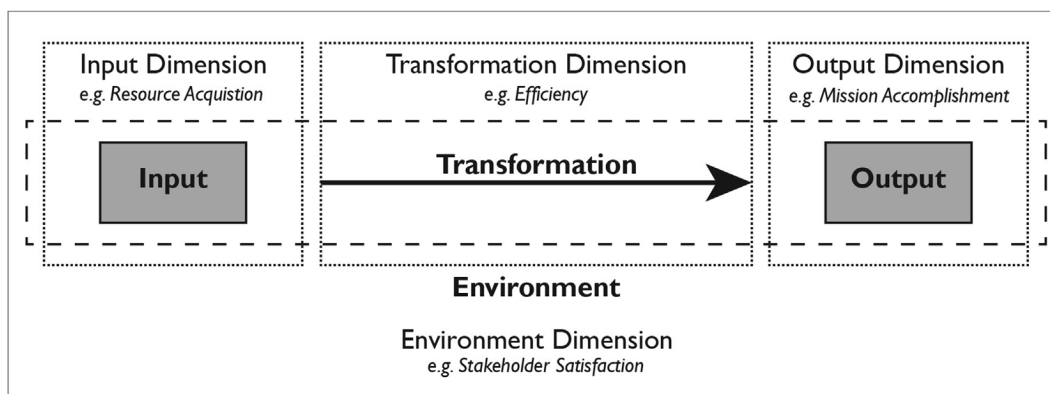 Input Dimension
e.g. Resource Acquistion
Transformation Dimension
e.g. Efficiency
Output Dimension
e.g. Mission Accomplishment
Input
Transformation
Output
Environment
Environment Dimension
e.g. Stakeholder Satisfaction